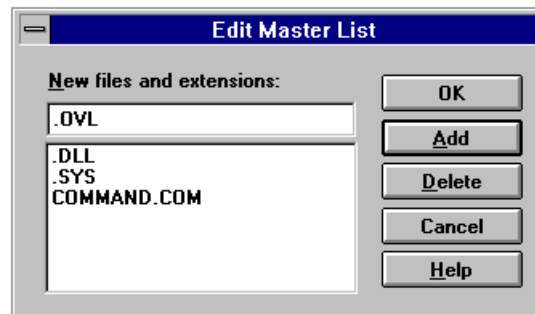 Edit Master List
New files and extensions:
.OVL
.DLL
.SYS
COMMAND.COM
OK
Add
Delete
Cancel
Help